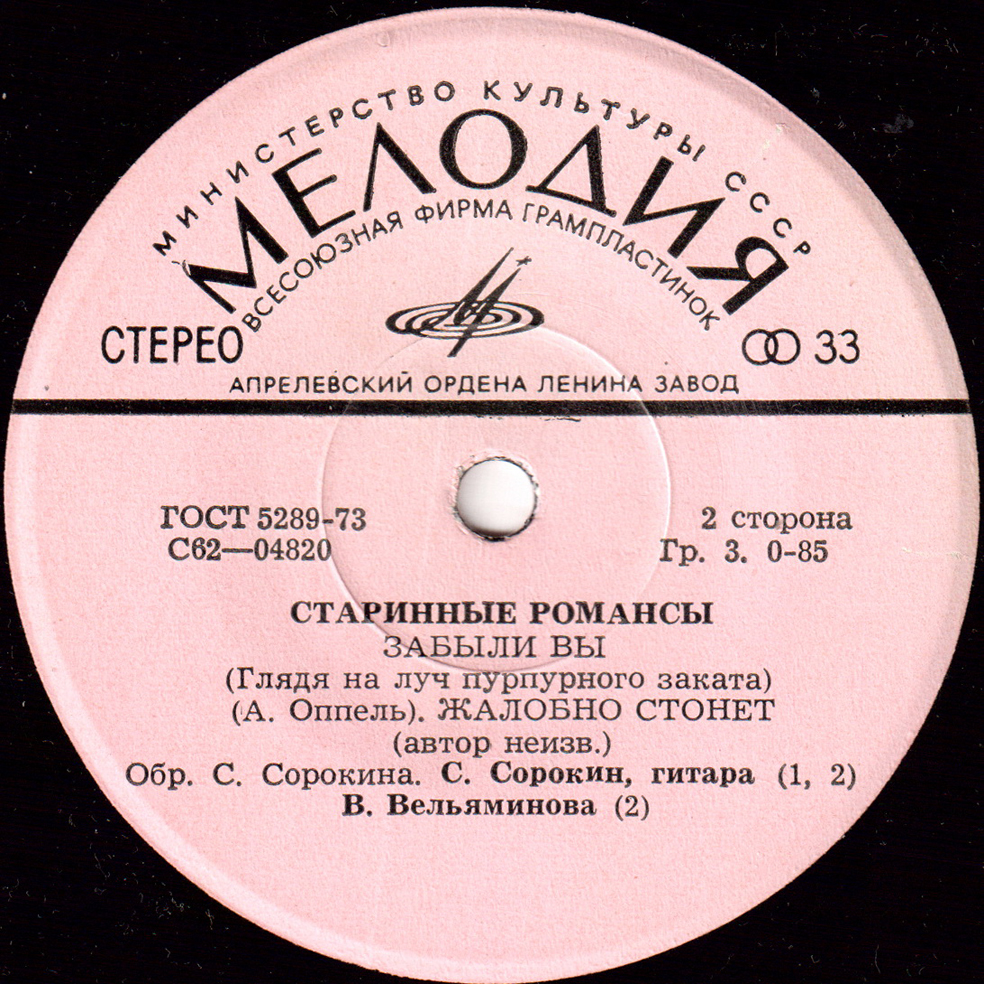 МИНИСТЕРСТВО КУЛЬТУРЫ СССР
МЕЛОДИЯ
ВСЕСОЮЗНАЯ ФИРМА ГРАМПЛАСТИНОК
СТЕРЕО
33
АПРЕЛЕВСКИЙ ОРДЕНА ЛЕНИНА ЗАВОД
ГОСТ 5289-73
2 сторона
С62—04820
Гр. 3. 0-85
СТАРИННЫЕ РОМАНСЫ
ЗАБЫЛИ ВЫ
(Глядя на луч пурпурного заката)
(А. Оппель). ЖАЛОБНО СТОНЕТ
(автор неизв.)
Обр. С. Сорокина. С. Сорокин, гитара (1, 2)
В. Вельяминова (2)